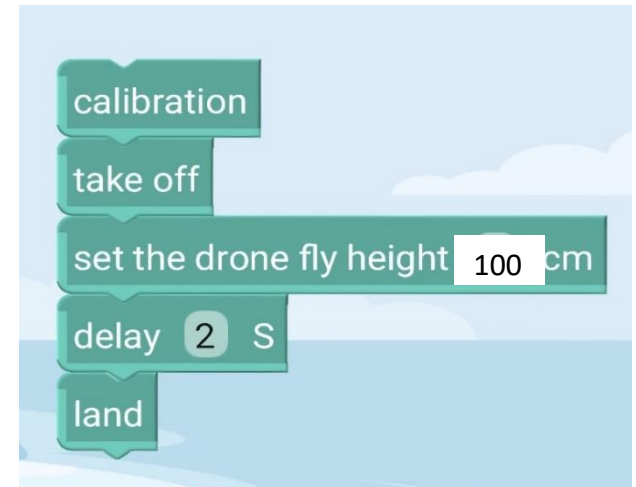 calibration
take off
set the drone fly height 100 cm
delay 2 S
land